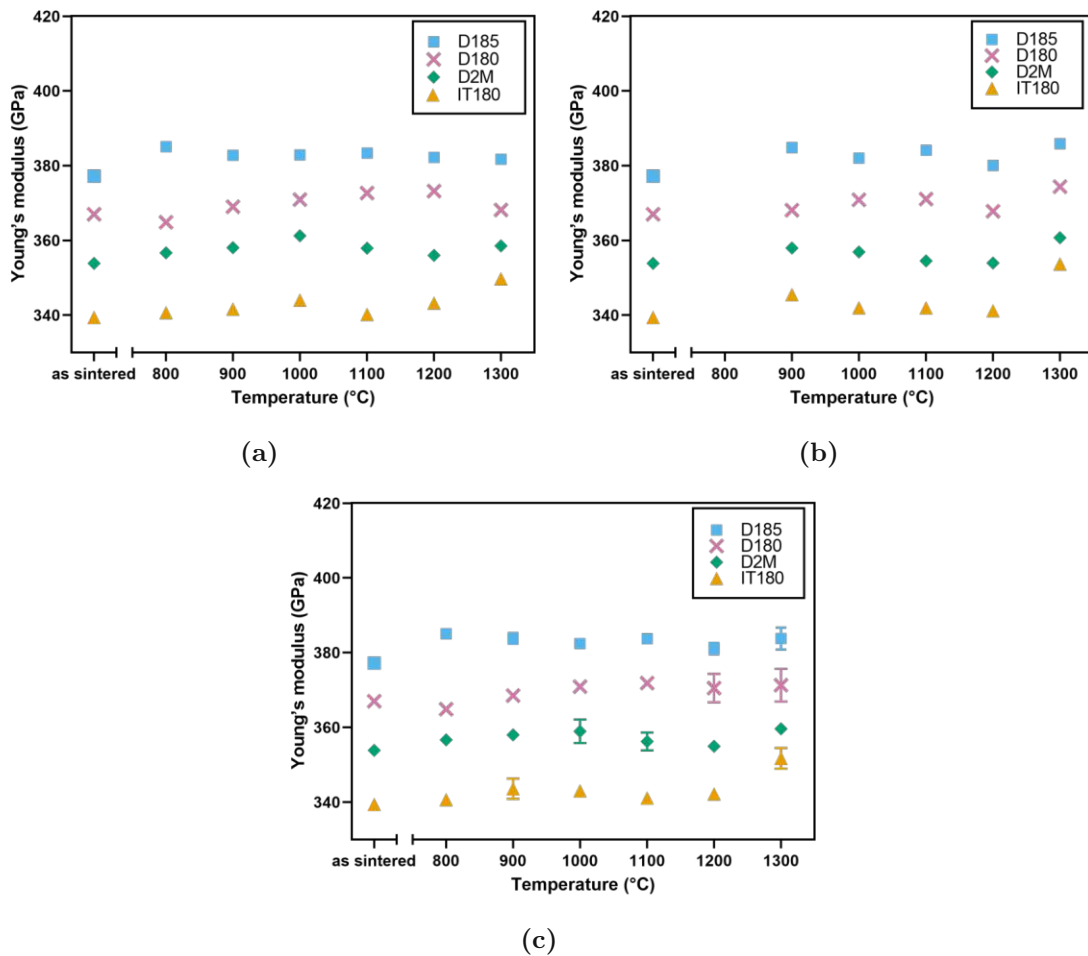 420
400
380
360
340
Young's modulus (GPa)
D185
D180
D2M
IT180
as sintered 800 900 1000 1100 1200 1300
Temperature (°C)
(a)
420
400
380
360
340
Young's modulus (GPa)
D185
D180
D2M
IT180
as sintered 800 900 1000 1100 1200 1300
Temperature (°C)
(b)
420
400
380
360
340
Young's modulus (GPa)
D185
D180
D2M
IT180
as sintered 800 900 1000 1100 1200 1300
Temperature (°C)
(c)